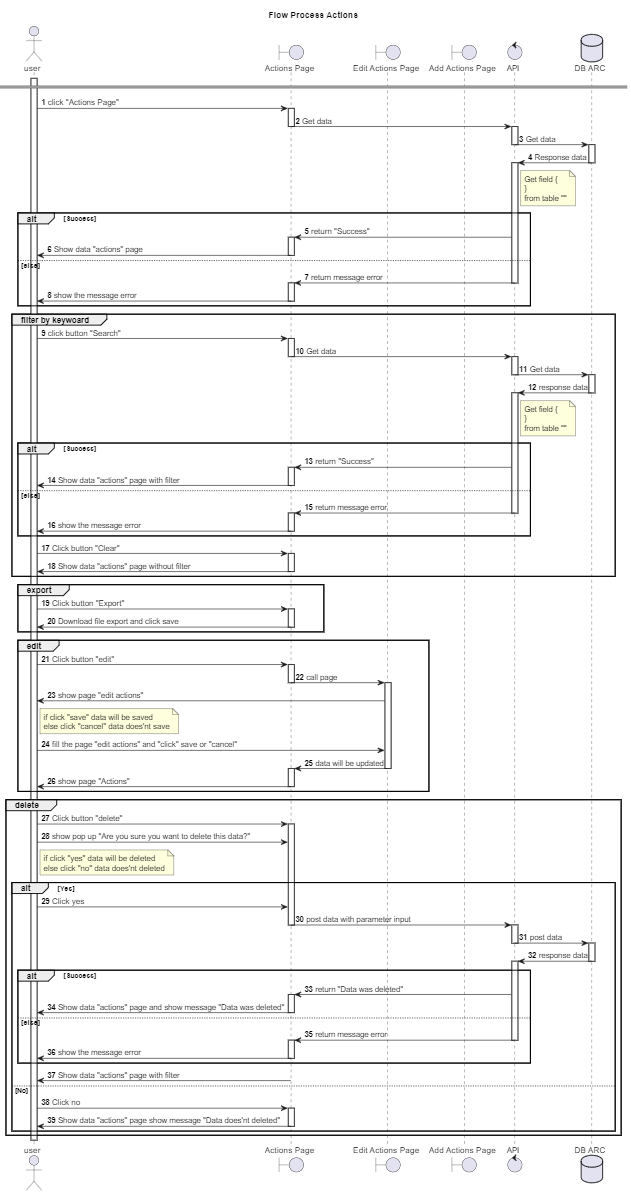 Flow Process Actions
user
Actions Page
Edit Actions Page
Add Actions Page
API
DB ARC
1 click "Actions Page"
2 Get data
3 Get data
4 Response data
Get field {
}
from table ""
alt [Success]
5 return "Success"
6 Show data "actions" page
[else]
7 return message error
8 show the message error
filter by keywoard
9 click button "Search"
10 Get data
11 Get data
12 response data
Get field {
}
from table ""
alt [Success]
13 return "Success"
14 Show data "actions" page with filter
[else]
15 return message error
16 show the message error
17 Click button "Clear"
18 Show data "actions" page without filter
export
19 Click button "Export"
20 Download file export and click save
edit
21 Click button "edit"
22 call page
23 show page "edit actions"
if click "save" data will be saved
else click "cancel" data does'nt save
24 fill the page "edit actions" and "click" save or "cancel"
25 data will be updated
26 show page "Actions"
delete
27 Click button "delete"
28 show pop up "Are you sure you want to delete this data?"
if click "yes" data will be deleted
else click "no" data does'nt deleted
alt [Yes]
29 Click yes
30 post data with parameter input
31 post data
32 response data
alt [Success]
33 return "Data was deleted"
34 Show data "actions" page and show message "Data was deleted"
[else]
35 return message error
36 show the message error
37 Show data "actions" page with filter
[No]
38 Click no
39 Show data "actions" page show message "Data does'nt deleted"
user
Actions Page
Edit Actions Page
Add Actions Page
API
DB ARC